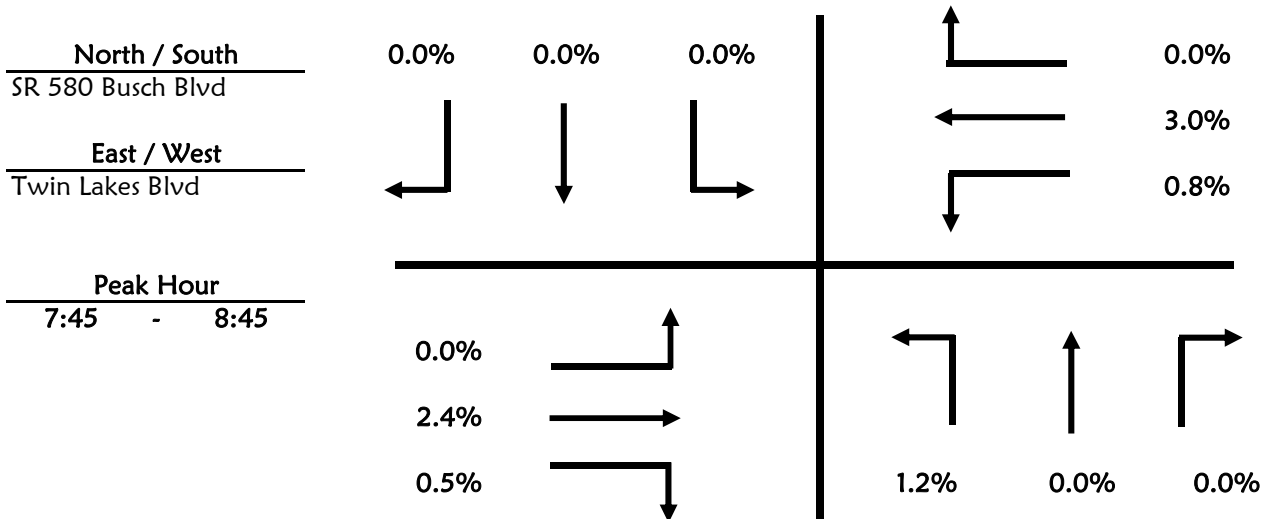 North / South
SR 580 Busch Blvd
East / West
Twin Lakes Blvd
Peak Hour
7:45 - 8:45
0.0% 0.0% 0.0%
0.0%
3.0%
0.8%
0.0%
2.4%
0.5%
1.2% 0.0% 0.0%